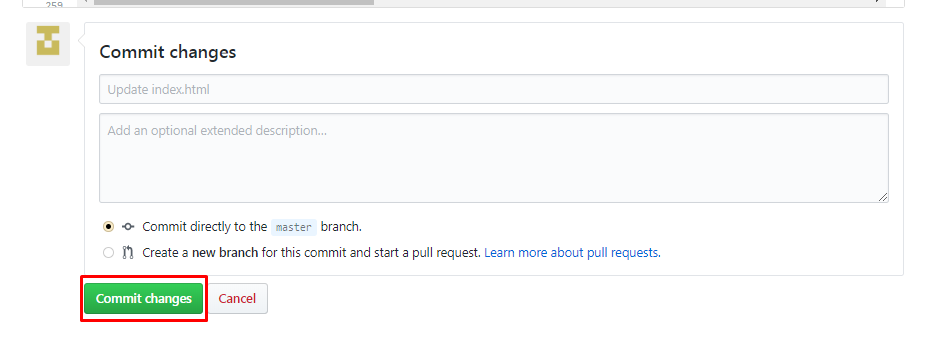 259
Commit changes
Update index.html
Add an optional extended description...
Commit directly to the master branch.
Create a new branch for this commit and start a pull request. Learn more about pull requests.
Commit changes Cancel